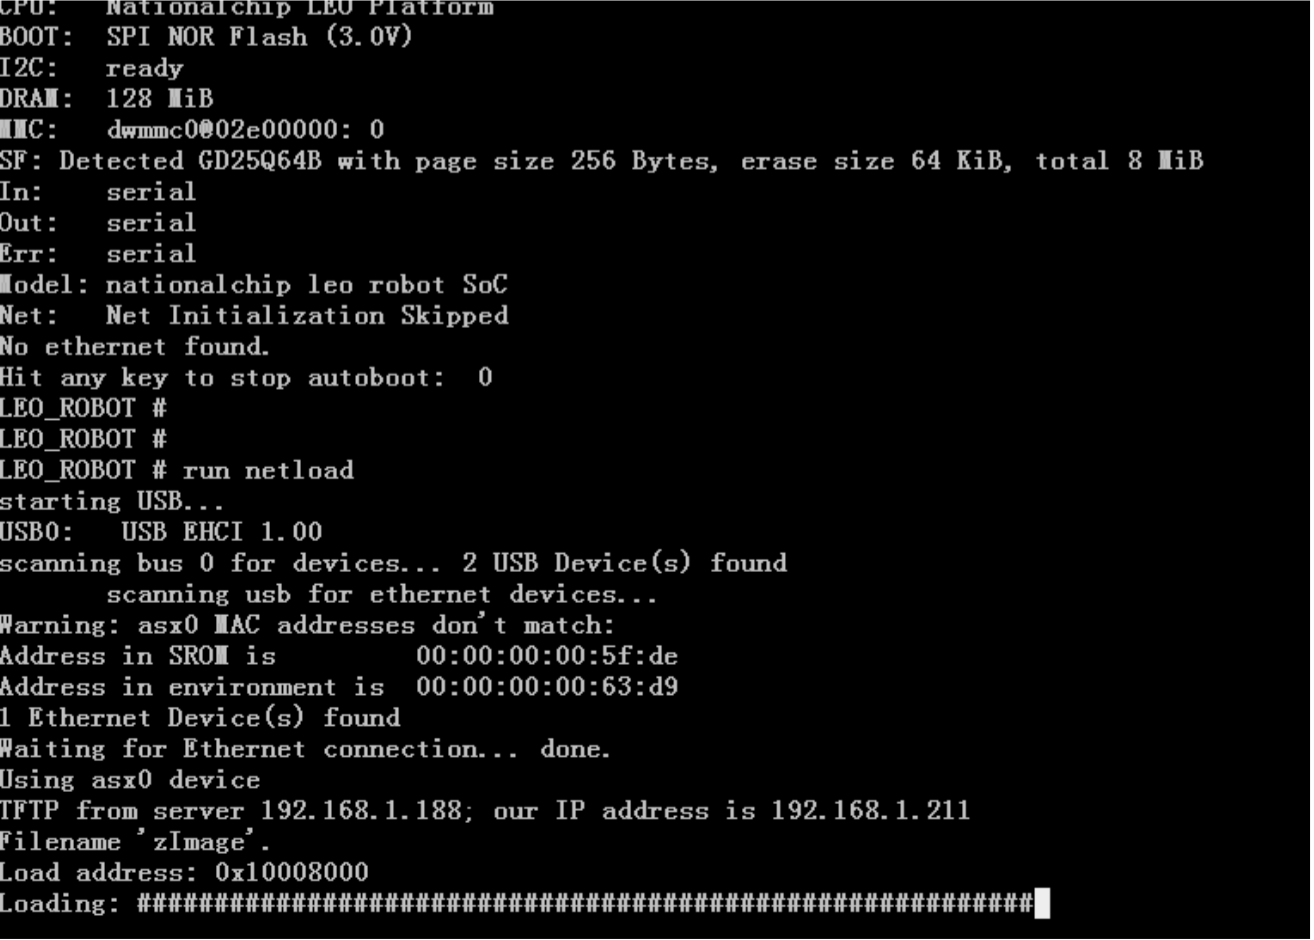 CPU:   Nationalchip LEO Platform
BOOT:  SPI NOR Flash (3.0V)
I2C:   ready
DRAM:  128 MiB
MMC:   dwmmc0@02e00000: 0
SF: Detected GD25Q64B with page size 256 Bytes, erase size 64 KiB, total 8 MiB
In:    serial
Out:   serial
Err:   serial
Model: nationalchip leo robot SoC
Net:   Net Initialization Skipped
No ethernet found.
Hit any key to stop autoboot:  0
LEO_ROBOT #
LEO_ROBOT #
LEO_ROBOT # run netload
starting USB...
USB0:   USB EHCI 1.00
scanning bus 0 for devices... 2 USB Device(s) found
       scanning usb for ethernet devices...
Warning: asx0 MAC addresses don't match:
Address in SROM is         00:00:00:00:5f:de
Address in environment is  00:00:00:00:63:d9
1 Ethernet Device(s) found
Waiting for Ethernet connection... done.
Using asx0 device
TFTP from server 192.168.1.188; our IP address is 192.168.1.211
Filename 'zImage'.
Load address: 0x10008000
Loading: ##########################################################